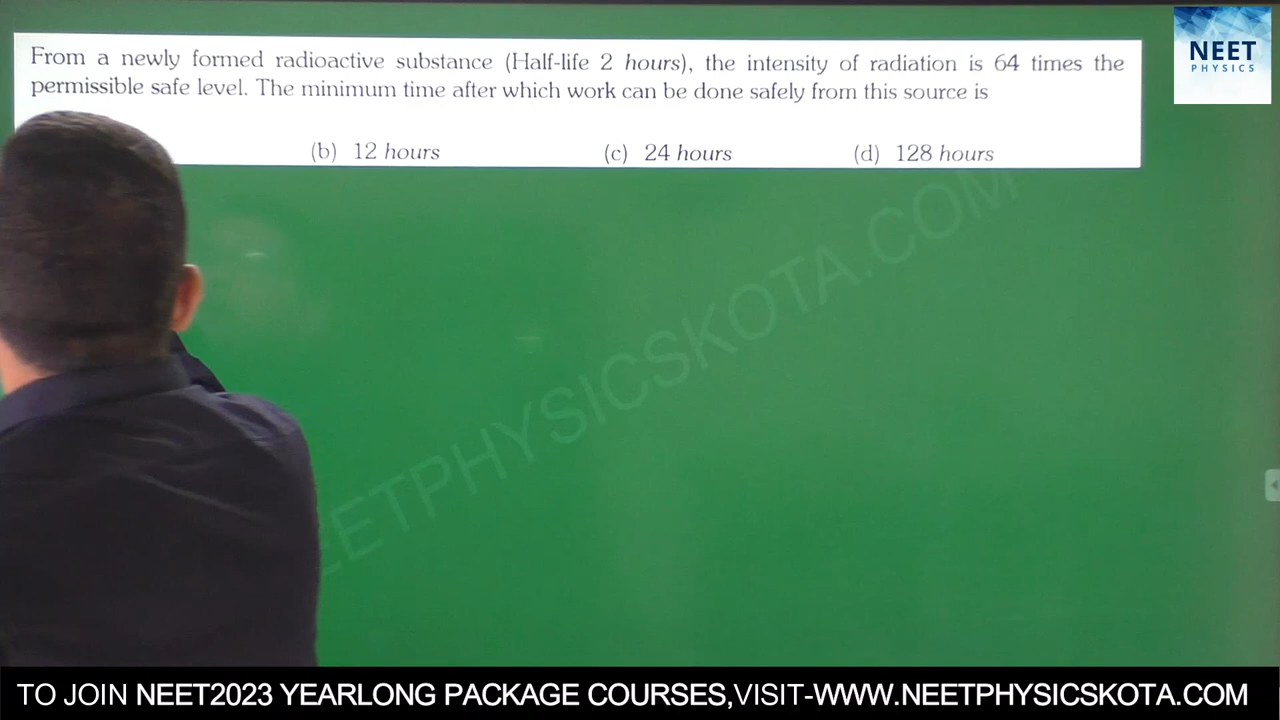 From a newly formed radioactive substance (Half-life 2 hours), the intensity of radiation is 64 times the
permissible safe level. The minimum time after which work can be done safely from this source is
(b) 12 hours (c) 24 hours (d) 128 hours
NEET
PHYSICS
EETPHYSICSKOTA.COM
TO JOIN NEET2023 YEARLONG PACKAGE COURSES,VISIT-WWW.NEETPHYSICSKOTA.COM